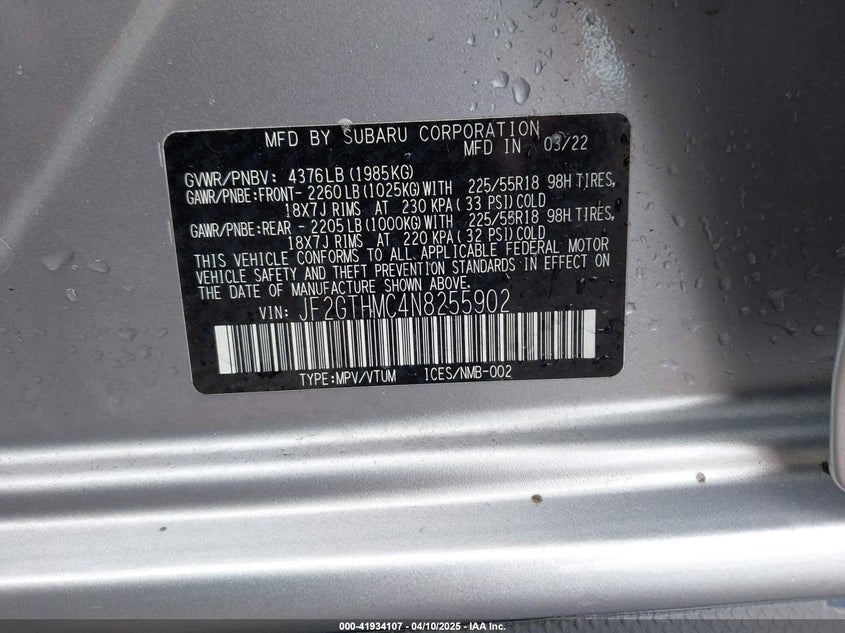 MFD BY SUBARU CORPORATION
MFD IN 03/22
GVWR/PNBV: 4376LB(1985KG)
GAWR/PNBE:FRONT- 2260LB(1025KG)WITH 225/55R18 98H TIRES,
18X7J RIMS AT 230 KPA(33 PSI)COLD
GAWR/PNBE:REAR - 2205LB(1000KG)WITH 225/55R18 98H TIRES,
18X7J RIMS AT 220 KPA(32 PSI)COLD
THIS VEHICLE CONFORMS TO ALL APPLICABLE FEDERAL MOTOR
VEHICLE SAFETY AND THEFT PREVENTION STANDARDS IN EFFECT ON
THE DATE OF MANUFACTURE SHOWN ABOVE.
VIN: JF2GTHMC4N8255902
TYPE:MPV/VTUM ICES/NMB-002
000-41934107 - 04/10/2025 - IAA Inc.